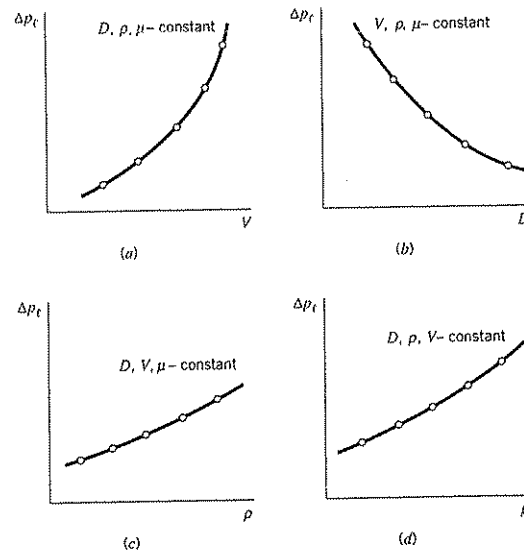 Δpℓ
D, ρ, μ– constant
V
(a)
Δpℓ
V, ρ, μ– constant
(b)
Δpℓ
D, V, μ– constant
ρ
(c)
Δpℓ
D, ρ, V– constant
(d)